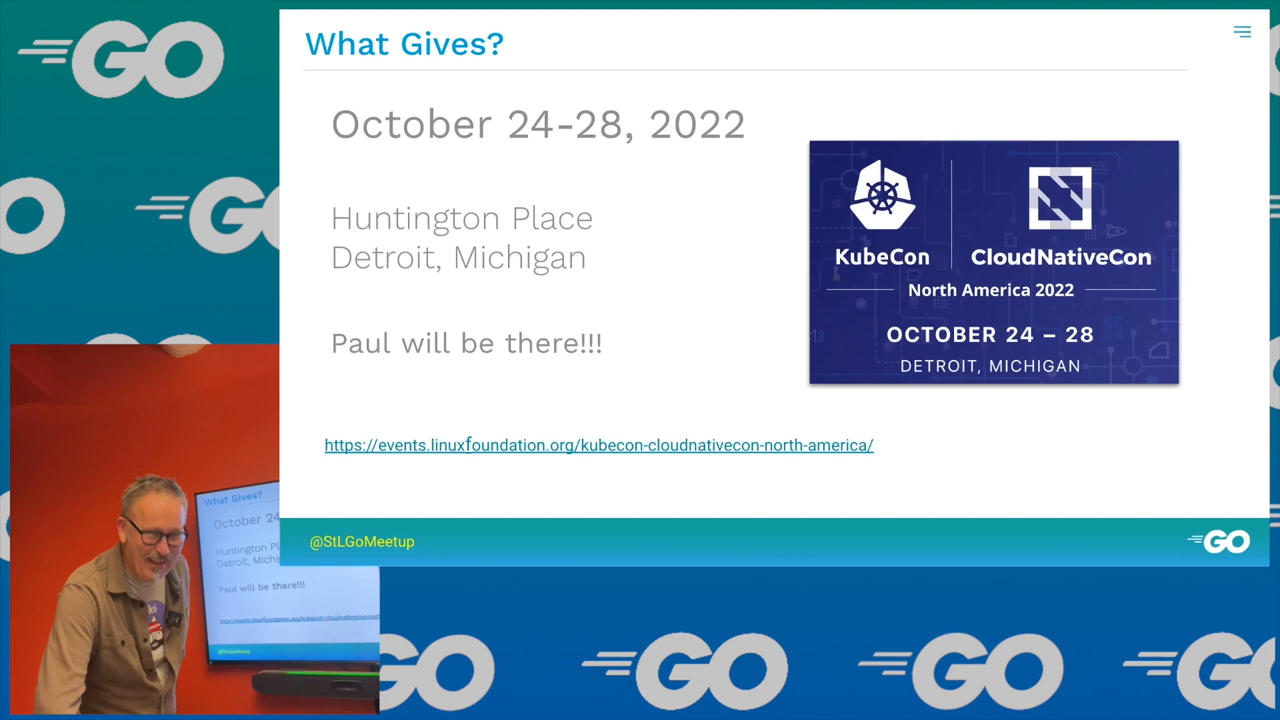 GO
What Gives?
October 24-28, 2022
Huntington Place
Detroit, Michigan
Paul will be there!!!
KubeCon
CloudNativeCon
North America 2022
OCTOBER 24 – 28
DETROIT, MICHIGAN
https://events.linuxfoundation.org/kubecon-cloudnativecon-north-america/
@StLGoMeetup
GO
GO
What Gives?
October 24
Huntington Pl
Detroit, Michi
Paul will be there!!!
@StLGoMeetup
GO
GO
GO